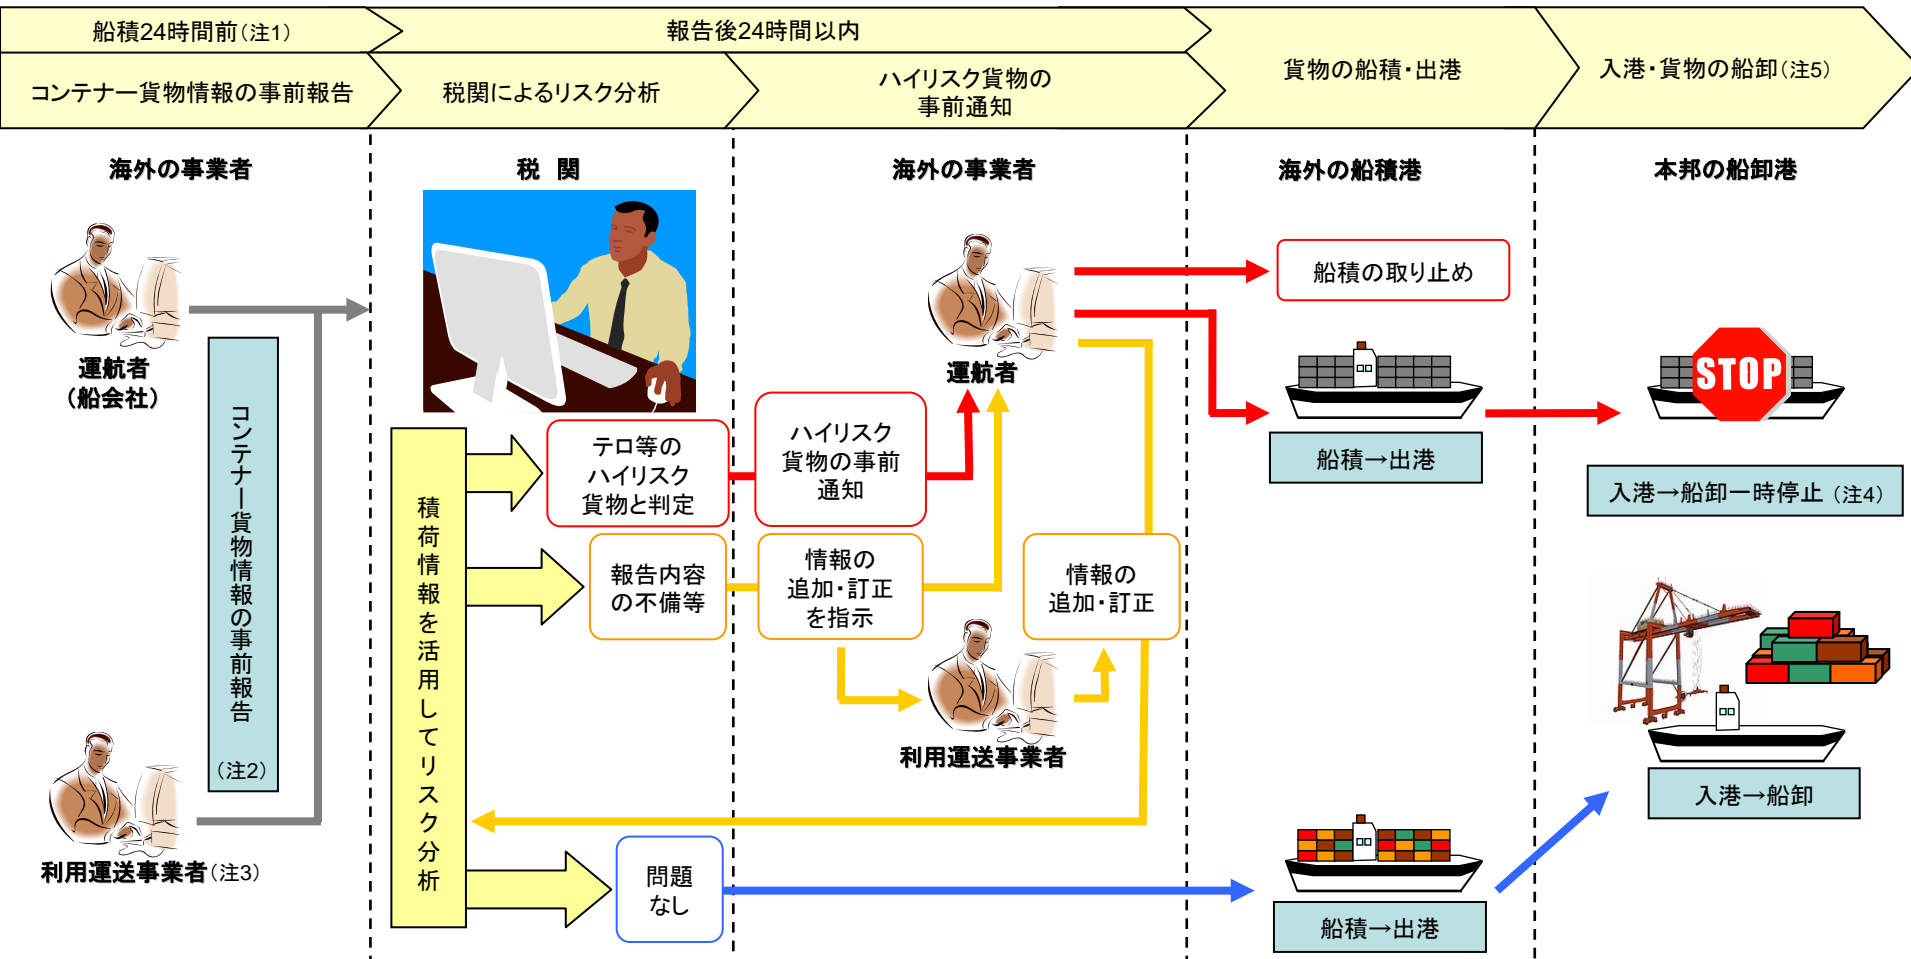 船積24時間前(注1)
報告後24時間以内
貨物の船積・出港
入港・貨物の船卸(注5)
コンテナー貨物情報の事前報告
税関によるリスク分析
ハイリスク貨物の
事前通知
海外の事業者
税 関
海外の事業者
海外の船積港
本邦の船卸港
運航者
(船会社)
コンテナー貨物情報の事前報告
(注2)
利用運送事業者(注3)
積荷情報を活用してリスク分析
テロ等の
ハイリスク
貨物と判定
ハイリスク
貨物の事前
通知
運航者
報告内容
の不備等
情報の
追加・訂正
を指示
情報の
追加・訂正
利用運送事業者
問題
なし
船積の取り止め
船積→出港
STOP
入港→船卸一時停止(注4)
入港→船卸
船積→出港